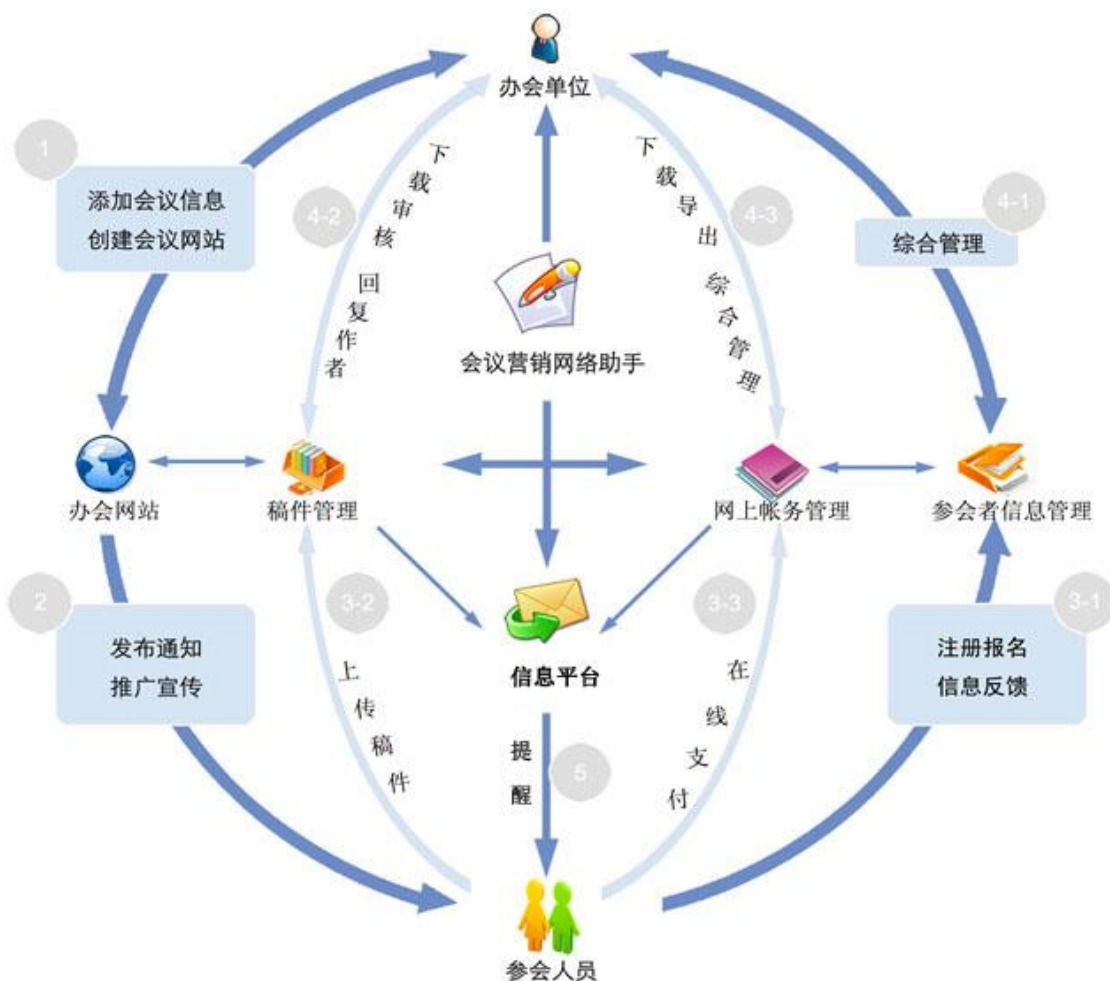 办会单位
1
添加会议信息
创建会议网站
4-2
下载审核 回复作者
下载导出 综合管理
4-3
4-1
综合管理
会议营销网络助手
办会网站
稿件管理
网上帐务管理
参会者信息管理
2
发布通知
推广宣传
3-2
上传稿件
信息平台
3-3
在线支付
3-1
注册报名
信息反馈
提醒
5
参会人员